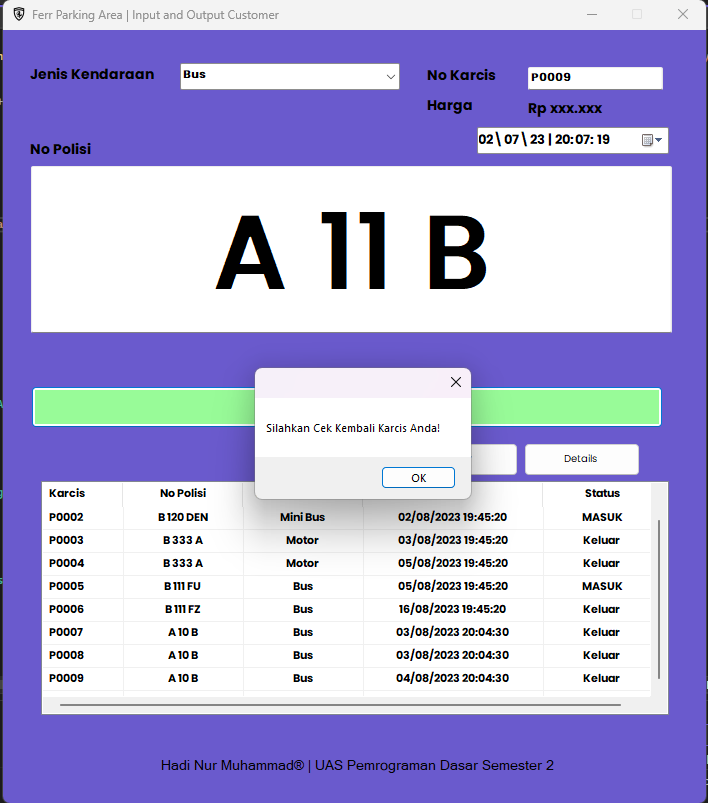 Ferr Parking Area | Input and Output Customer
Jenis Kendaraan Bus No Karcis P0009
Harga Rp xxx.xxx
02\07\23 | 20:07:19
No Polisi
A 11 B
Silahkan Cek Kembali Karcis Anda!
OK
Details
Karcis No Polisi Status
P0002 B 120 DEN Mini Bus 02/08/2023 19:45:20 MASUK
P0003 B 333 A Motor 03/08/2023 19:45:20 Keluar
P0004 B 333 A Motor 05/08/2023 19:45:20 Keluar
P0005 B 111 FU Bus 05/08/2023 19:45:20 MASUK
P0006 B 111 FZ Bus 16/08/2023 19:45:20 Keluar
P0007 A 10 B Bus 03/08/2023 20:04:30 Keluar
P0008 A 10 B Bus 03/08/2023 20:04:30 Keluar
P0009 A 10 B Bus 04/08/2023 20:04:30 Keluar
Hadi Nur Muhammad® | UAS Pemrograman Dasar Semester 2